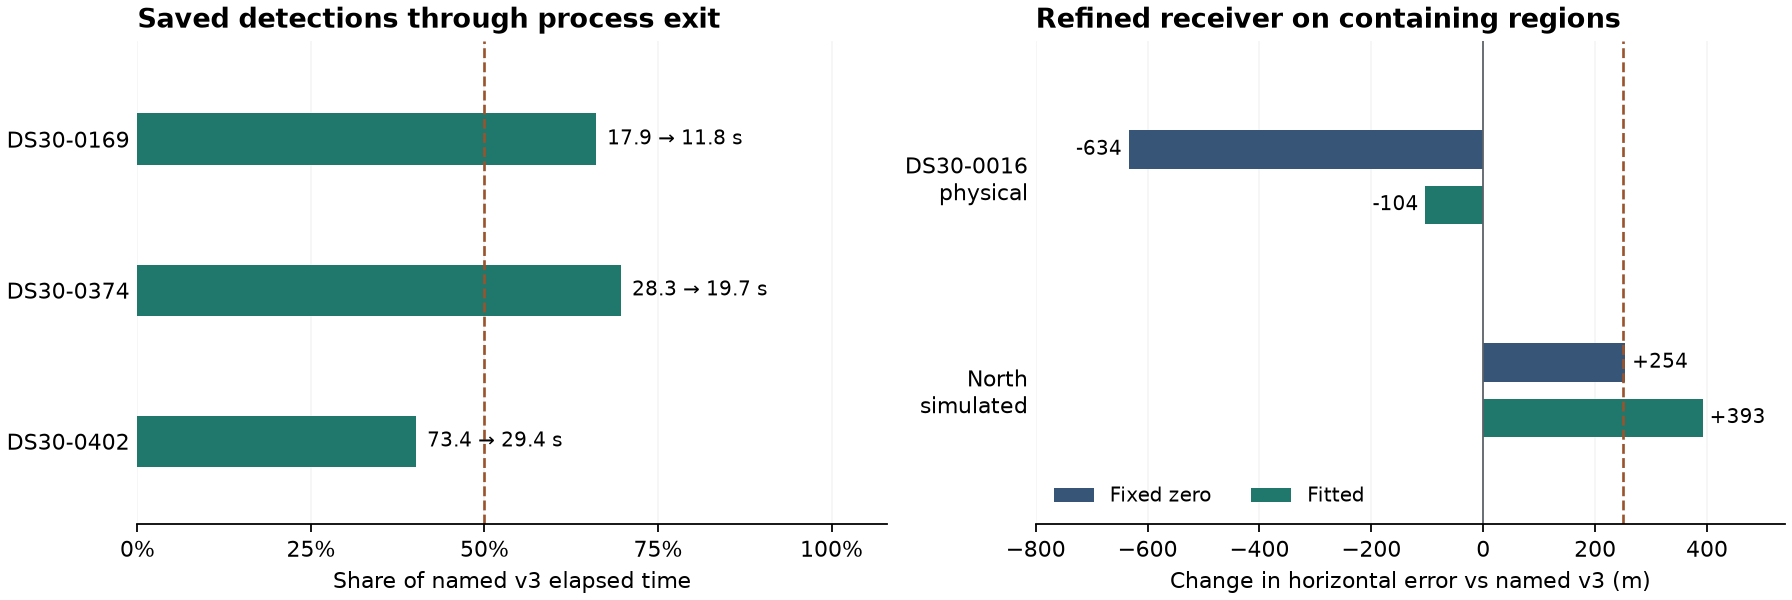 Saved detections through process exit
DS30-0169
17.9 → 11.8 s
DS30-0374
28.3 → 19.7 s
DS30-0402
73.4 → 29.4 s
0%
25%
50%
75%
100%
Share of named v3 elapsed time
Refined receiver on containing regions
DS30-0016
physical
-634
-104
North
simulated
+254
+393
Fixed zero
Fitted
−800
−600
−400
−200
0
200
400
Change in horizontal error vs named v3 (m)